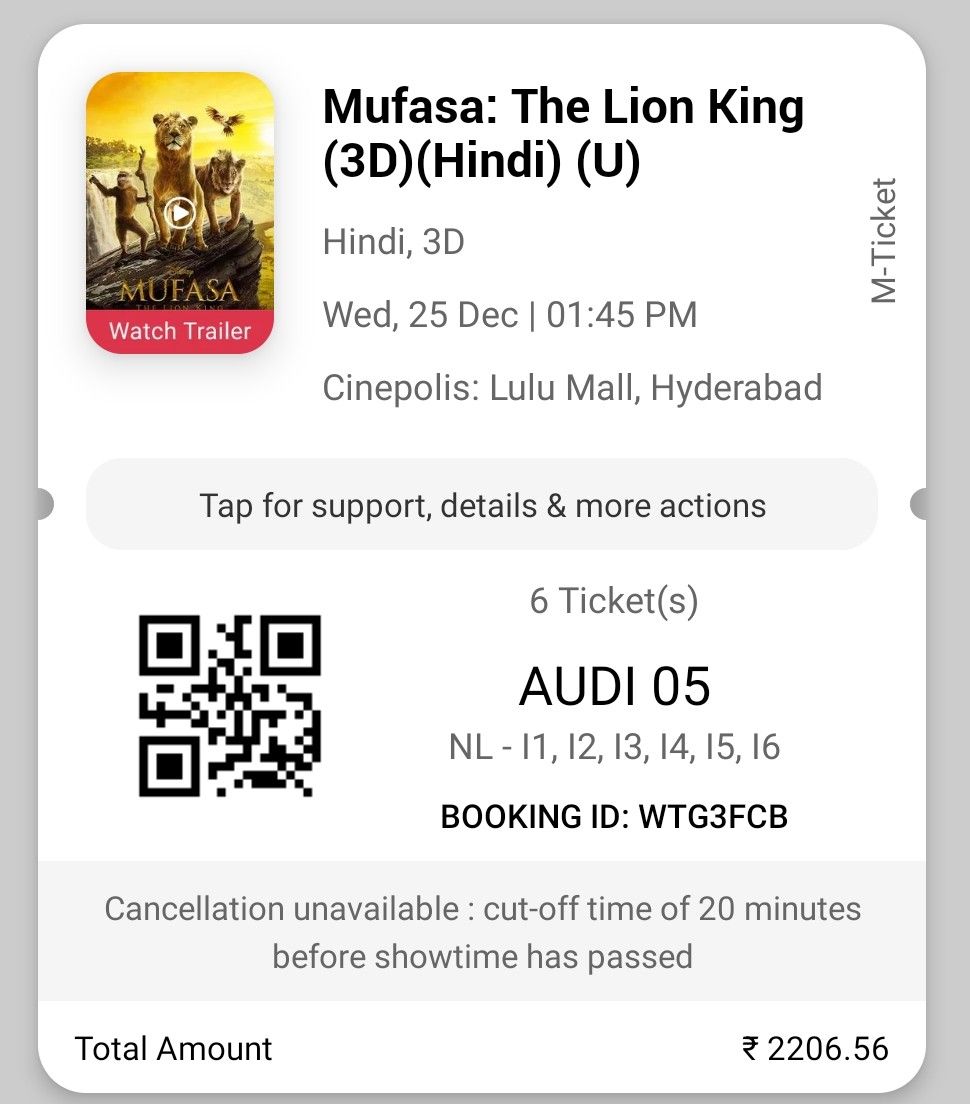 Mufasa: The Lion King
(3D)(Hindi) (U)
Hindi, 3D
Wed, 25 Dec | 01:45 PM
Cinepolis: Lulu Mall, Hyderabad
M-Ticket
Disney
MUFASA
THE LION KING
Watch Trailer
Tap for support, details & more actions
6 Ticket(s)
AUDI 05
NL - I1, I2, I3, I4, I5, I6
BOOKING ID: WTG3FCB
Cancellation unavailable : cut-off time of 20 minutes
before showtime has passed
Total Amount ₹ 2206.56